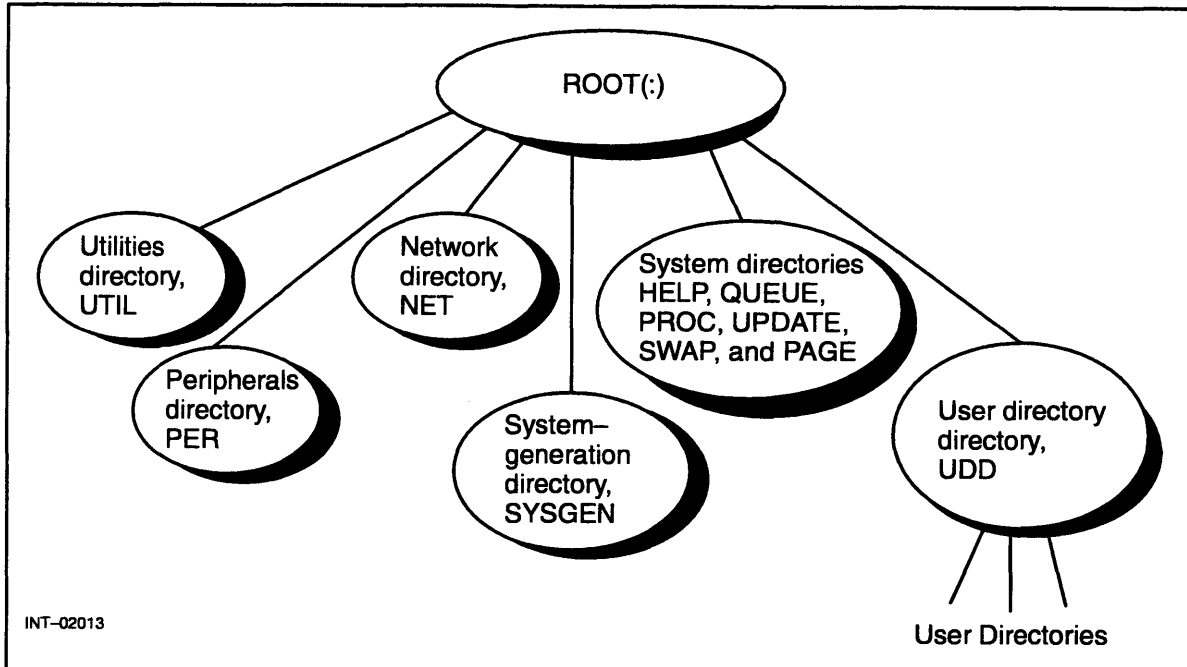 ROOT(:)
Utilities
directory,
UTIL
Peripherals
directory,
PER
Network
directory,
NET
System–
generation
directory,
SYSGEN
System directories
HELP, QUEUE,
PROC, UPDATE,
SWAP, and PAGE
User directory
directory,
UDD
User Directories
INT–02013